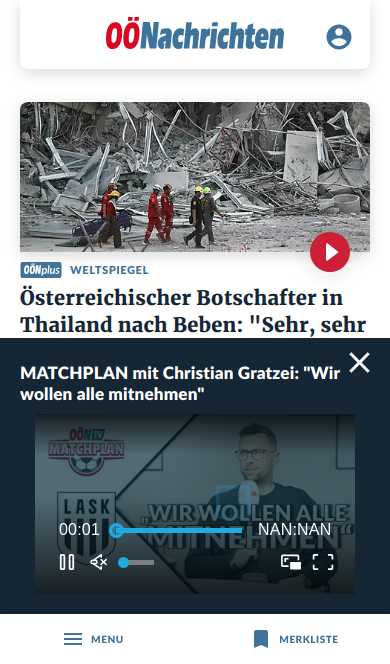 OÖNachrichten
OÖNplus WELTSPIEGEL
Österreichischer Botschafter in
Thailand nach Beben: "Sehr, sehr
MATCHPLAN mit Christian Gratzei: "Wir
wollen alle mitnehmen"
OÖN TV
MATCHPLAN
LASK
„WIR WOLLEN ALLE
MITNEHMEN"
00:01 NAN:NAN
MENU MERKLISTE